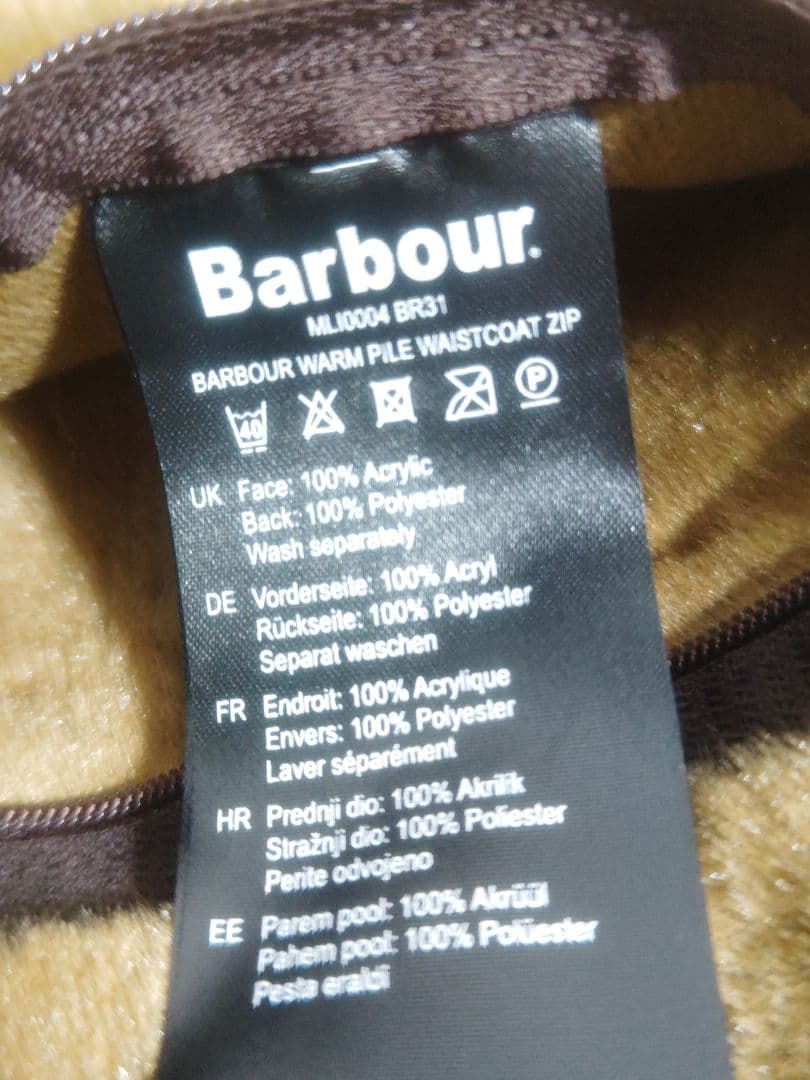 Barbour.
MLI0004 BR31
BARBOUR WARM PILE WAISTCOAT ZIP
40 P
UK Face: 100% Acrylic
Back: 100% Polyester
Wash separately
DE Vorderseite: 100% Acryl
Rückseite: 100% Polyester
Separat waschen
FR Endroit: 100% Acrylique
Envers: 100% Polyester
Laver séparément
HR Prednji dio: 100% Akrilik
Stražnji dio: 100% Poliester
Perite odvojeno
EE Parem pool: 100% Akrüül
Pahem pool: 100% Polüester
Pesta eraldi